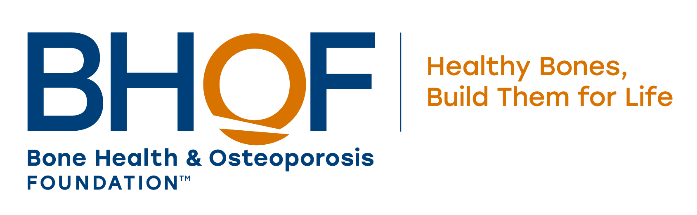 BHOF
Bone Health & Osteoporosis
FOUNDATION™
Healthy Bones,
Build Them for Life